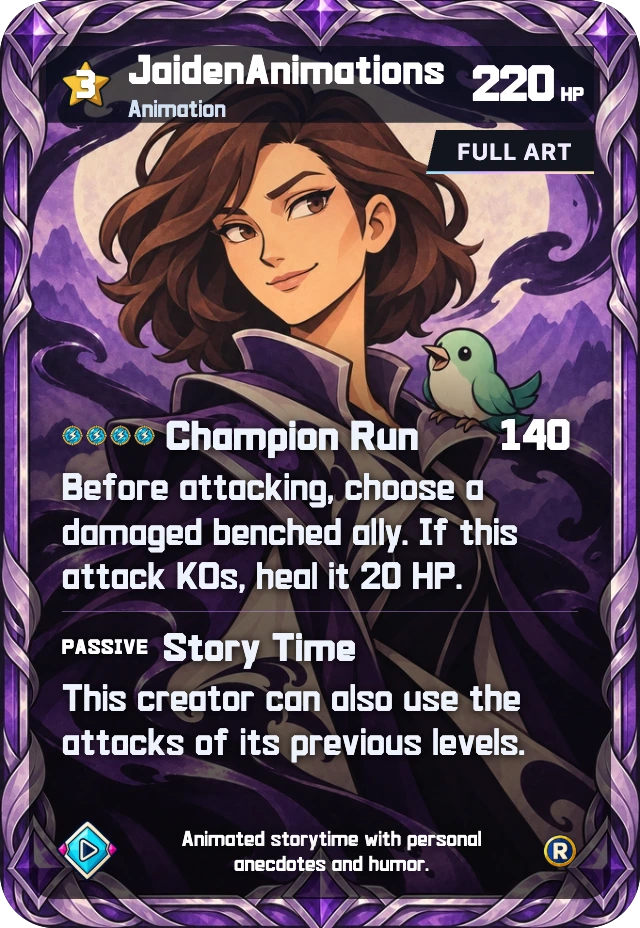 3
JaidenAnimations
220 HP
Animation
FULL ART
Champion Run 140
Before attacking, choose a
damaged benched ally. If this
attack KOs, heal it 20 HP.
PASSIVE Story Time
This creator can also use the
attacks of its previous levels.
Animated storytime with personal
anecdotes and humor.
R